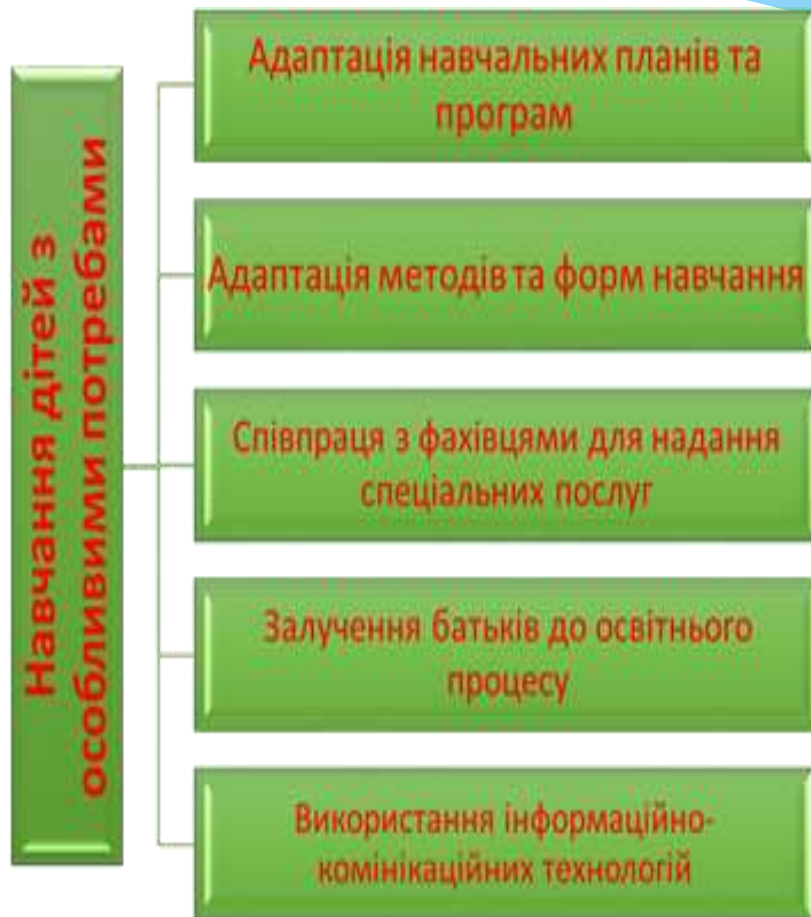 Навчання дітей з
особливими потребами
Адаптація навчальних планів та
програм
Адаптація методів та форм навчання
Співпраця з фахівцями для надання
спеціальних послуг
Залучення батьків до освітнього
процесу
Використання інформаційно-
комінікаційних технологій